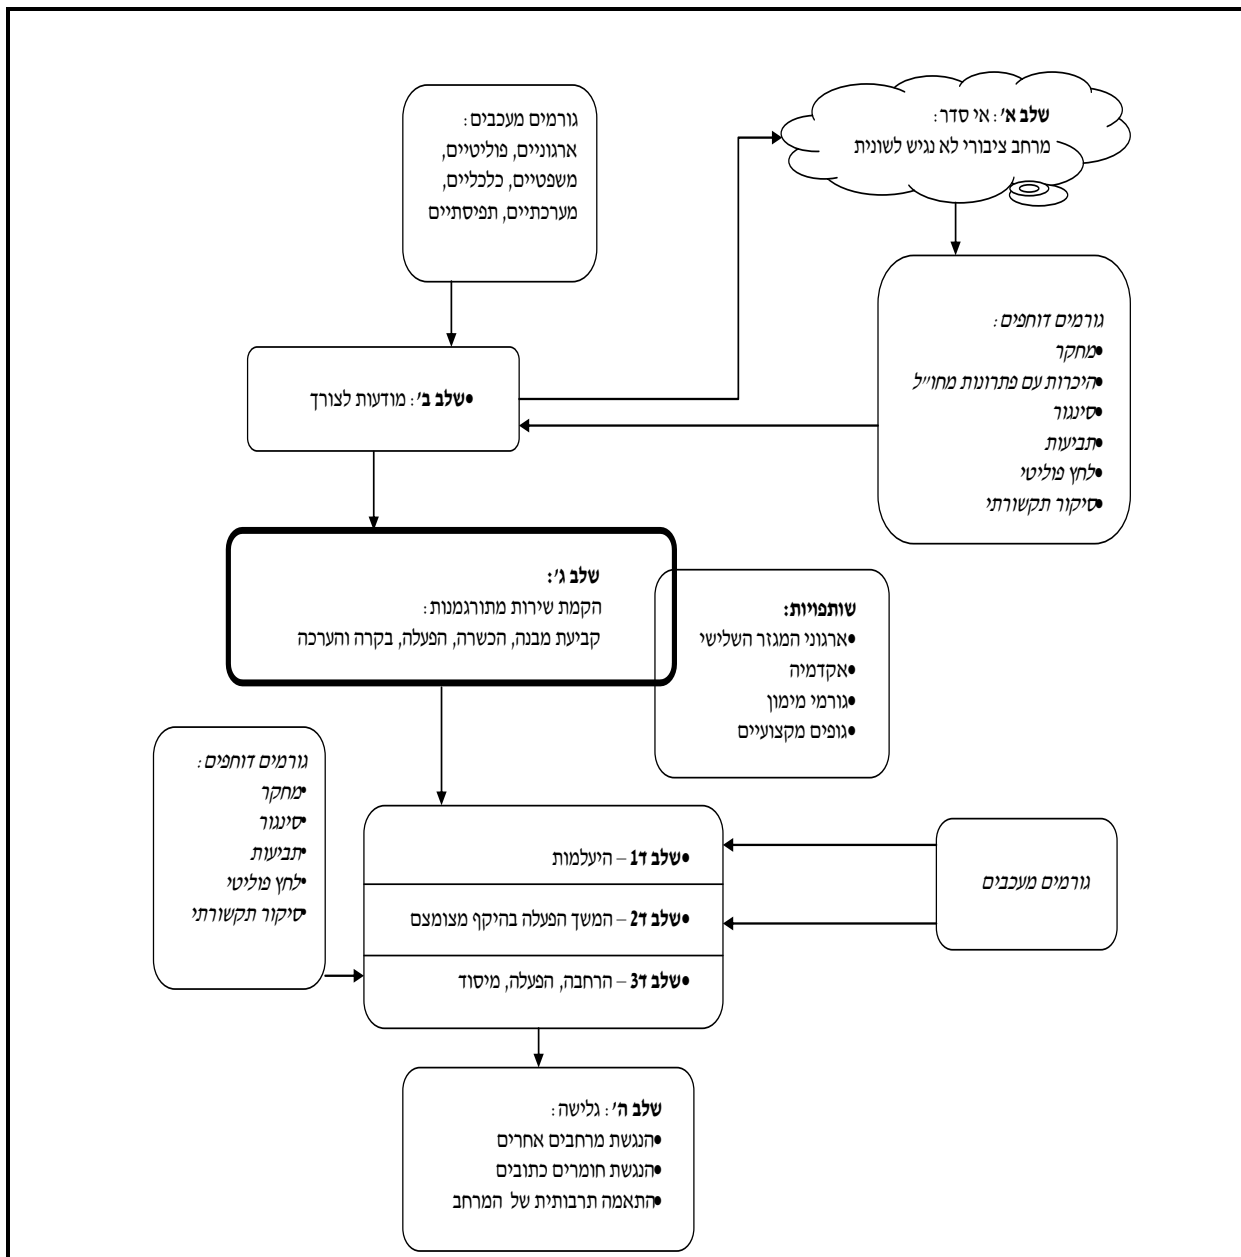 שלב א': אי סדר:
מרחב ציבורי לא נגיש לשונית
גורמים מעכבים:
ארגוניים, פוליטיים,
משפטיים, כלכליים,
מערכתיים, תפיסתיים
גורמים דוחפים:
•מחקר
•היכרות עם פתרונות מחו"ל
•סינגור
•תביעות
•לחץ פוליטי
•סיקור תקשורתי
•שלב ב': מודעות לצורך
שלב ג':
הקמת שירות מתורגמנות:
קביעת מבנה, הכשרה, הפעלה, בקרה והערכה
שותפויות:
•ארגוני המגזר השלישי
•אקדמיה
•גורמי מימון
•גופים מקצועיים
גורמים דוחפים:
•מחקר
•סינגור
•תביעות
•לחץ פוליטי
•סיקור תקשורתי
•שלב ד1 – היעלמות
•שלב ד2 – המשך הפעלה בהיקף מצומצם
•שלב ד3 – הרחבה, הפעלה, מיסוד
גורמים מעכבים
שלב ה': גלישה:
•הנגשת מרחבים אחרים
•הנגשת חומרים כתובים
•התאמה תרבותית של המרחב